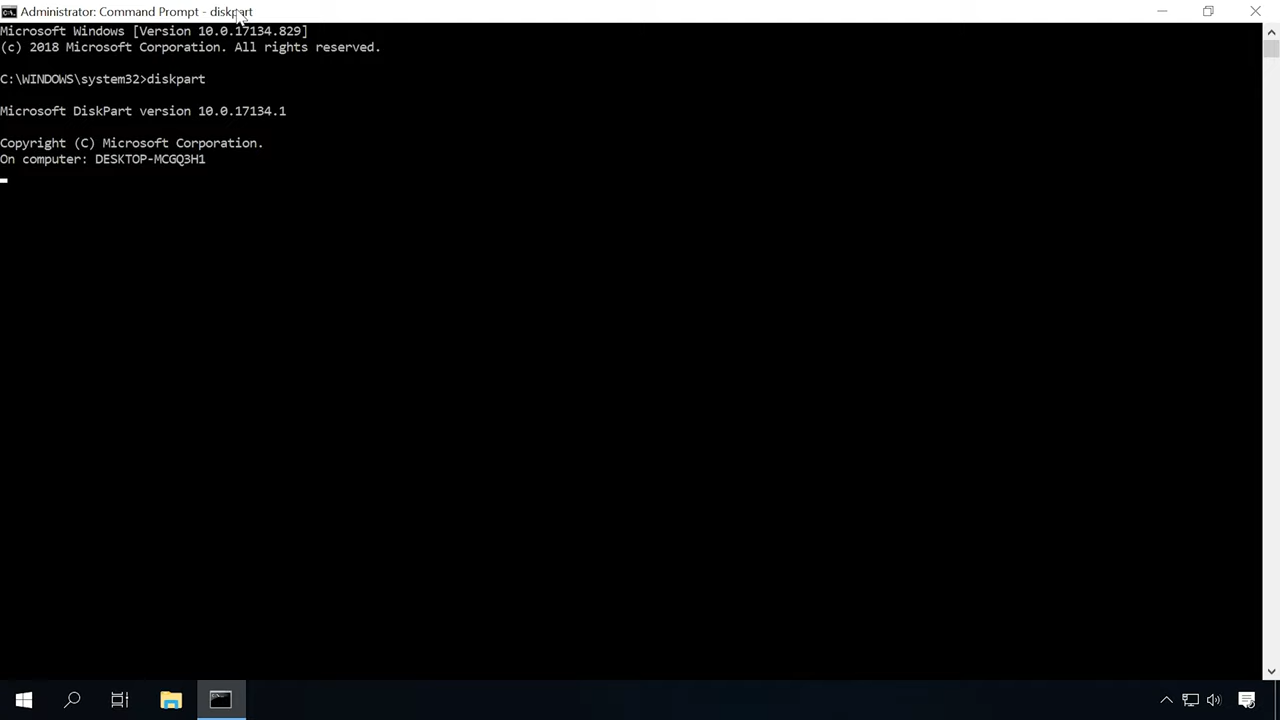 Administrator: Command Prompt - diskpart
Microsoft Windows [Version 10.0.17134.829]
(c) 2018 Microsoft Corporation. All rights reserved.
C:\WINDOWS\system32>diskpart
Microsoft DiskPart version 10.0.17134.1
Copyright (C) Microsoft Corporation.
On computer: DESKTOP-MCGQ3H1